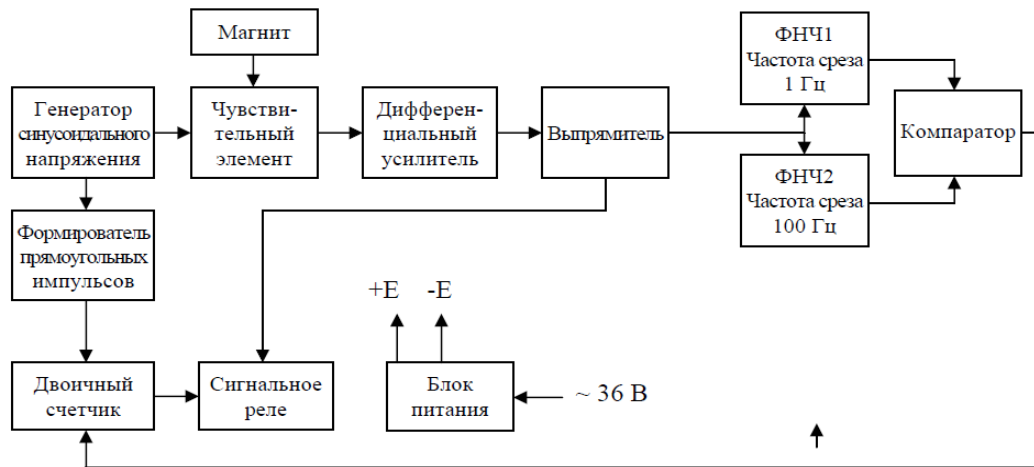 Магнит
Генератор
синусоидального
напряжения
Чувстви-
тельный
элемент
Дифферен-
циальный
усилитель
Выпрямитель
ФНЧ1
Частота среза
1 Гц
ФНЧ2
Частота среза
100 Гц
Компаратор
Формирователь
прямоугольных
импульсов
+E
-E
Двоичный
счетчик
Сигнальное
реле
Блок
питания
~ 36 В